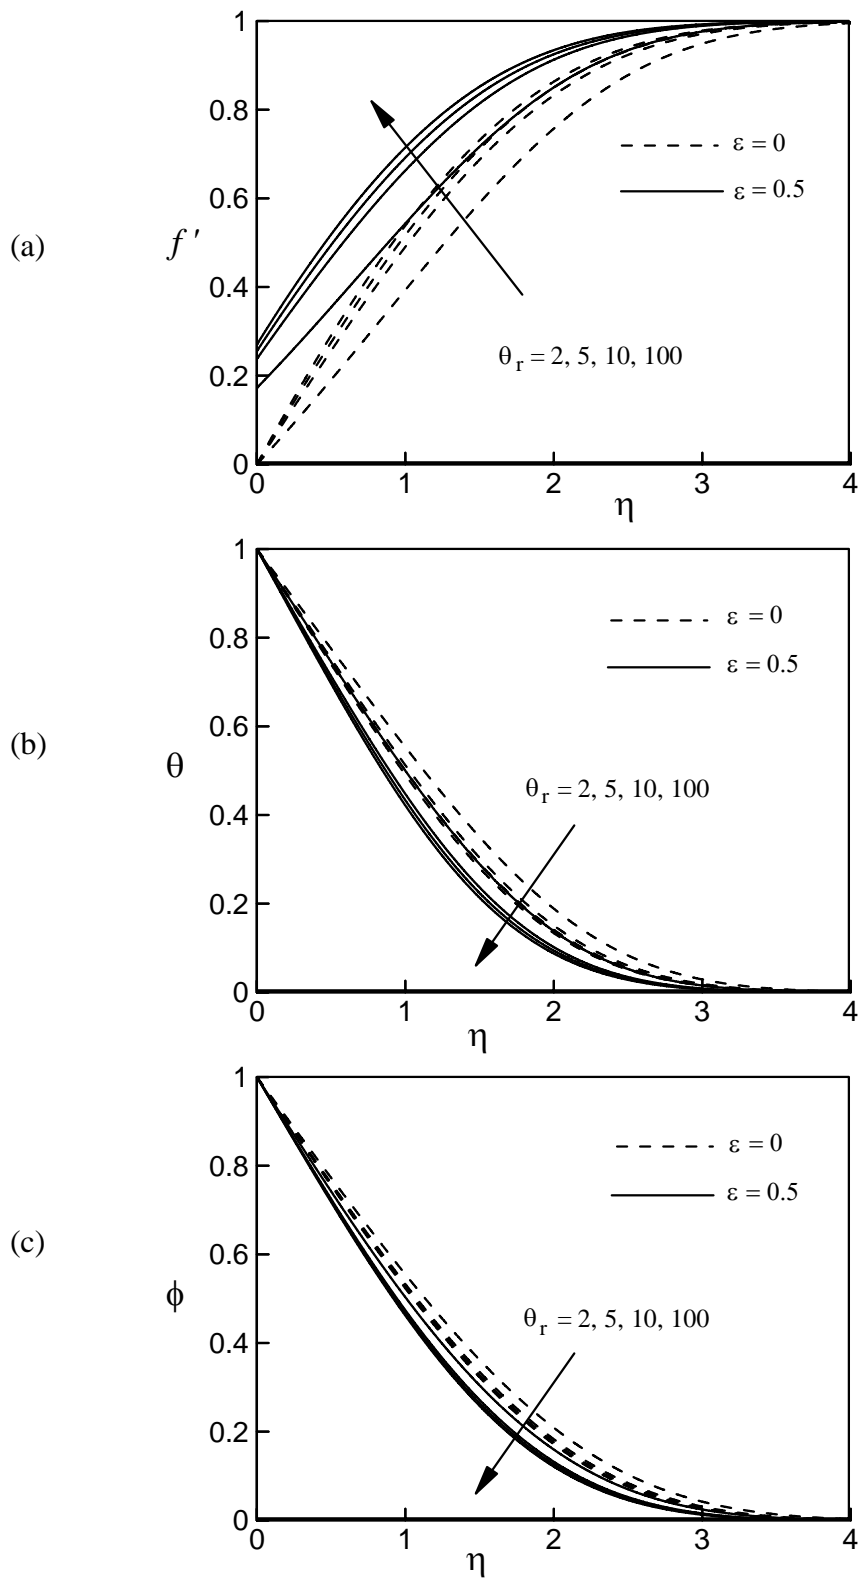 (a)
f '
1
0.8
0.6
0.4
0.2
0
0 1 2 3 4
η
ε = 0
ε = 0.5
θr = 2, 5, 10, 100
(b)
θ
1
0.8
0.6
0.4
0.2
0
0 1 2 3 4
η
ε = 0
ε = 0.5
θr = 2, 5, 10, 100
(c)
ϕ
1
0.8
0.6
0.4
0.2
0
0 1 2 3 4
η
ε = 0
ε = 0.5
θr = 2, 5, 10, 100